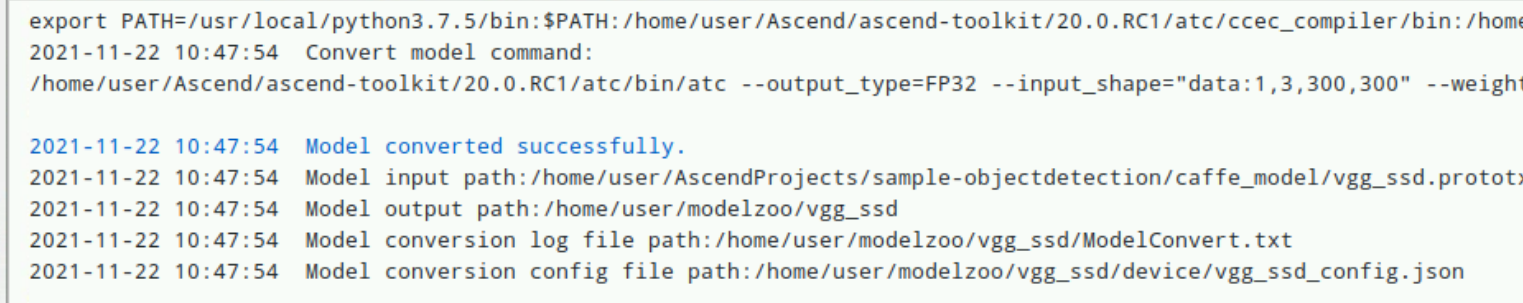 export PATH=/usr/local/python3.7.5/bin:$PATH:/home/user/Ascend/ascend-toolkit/20.0.RC1/atc/ccec_compiler/bin:/home
2021-11-22 10:47:54  Convert model command:
/home/user/Ascend/ascend-toolkit/20.0.RC1/atc/bin/atc --output_type=FP32 --input_shape="data:1,3,300,300" --weight
2021-11-22 10:47:54  Model converted successfully.
2021-11-22 10:47:54  Model input path:/home/user/AscendProjects/sample-objectdetection/caffe_model/vgg_ssd.prototx
2021-11-22 10:47:54  Model output path:/home/user/modelzoo/vgg_ssd
2021-11-22 10:47:54  Model conversion log file path:/home/user/modelzoo/vgg_ssd/ModelConvert.txt
2021-11-22 10:47:54  Model conversion config file path:/home/user/modelzoo/vgg_ssd/device/vgg_ssd_config.json